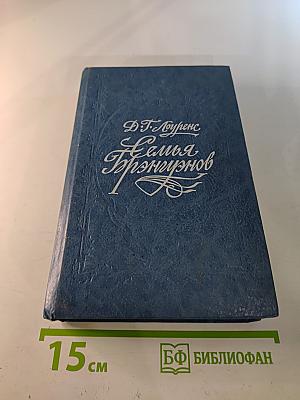 Д. Г. Лоуренс
Семья
Брэнгуэнов
15 см
БФ БИБЛИОФАН